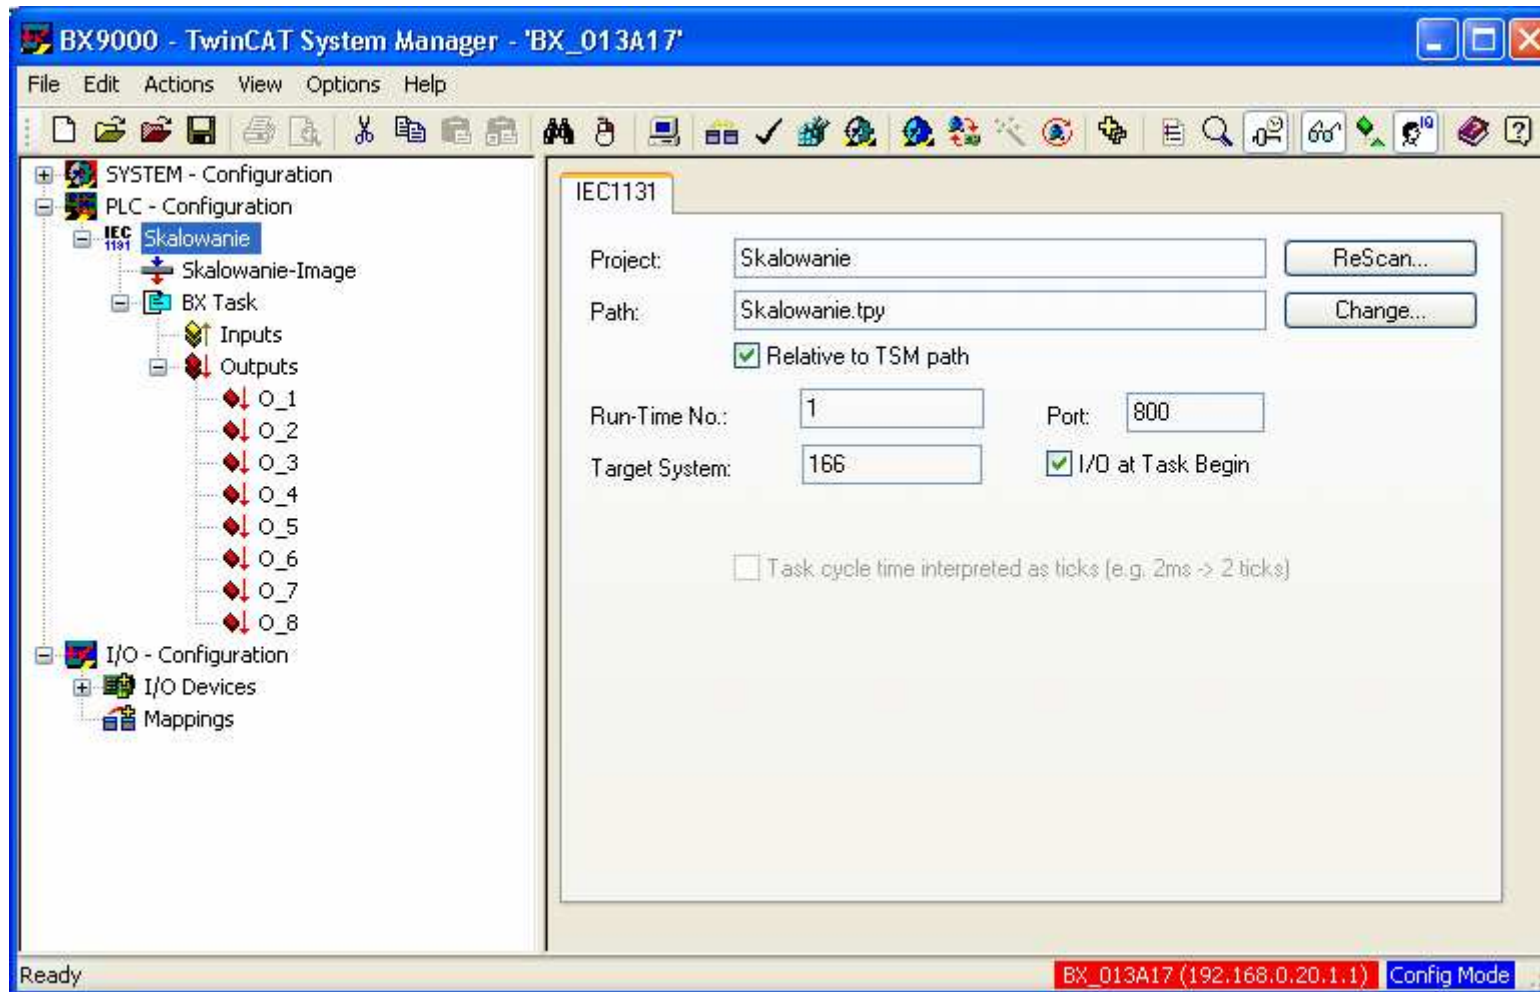 BX9000 - TwinCAT System Manager - 'BX_013A17'
File Edit Actions View Options Help
SYSTEM - Configuration
PLC - Configuration
IEC 1131 Skalowanie
Skalowanie-Image
BX Task
Inputs
Outputs
O_1
O_2
O_3
O_4
O_5
O_6
O_7
O_8
I/O - Configuration
I/O Devices
Mappings
IEC1131
Project: Skalowanie ReScan...
Path: Skalowanie.tpy Change...
Relative to TSM path
Run-Time No.: 1 Port: 800
Target System: 166 I/O at Task Begin
Task cycle time interpreted as ticks (e.g. 2ms -> 2 ticks)
Ready BX_013A17 (192.168.0.20.1.1) Config Mode